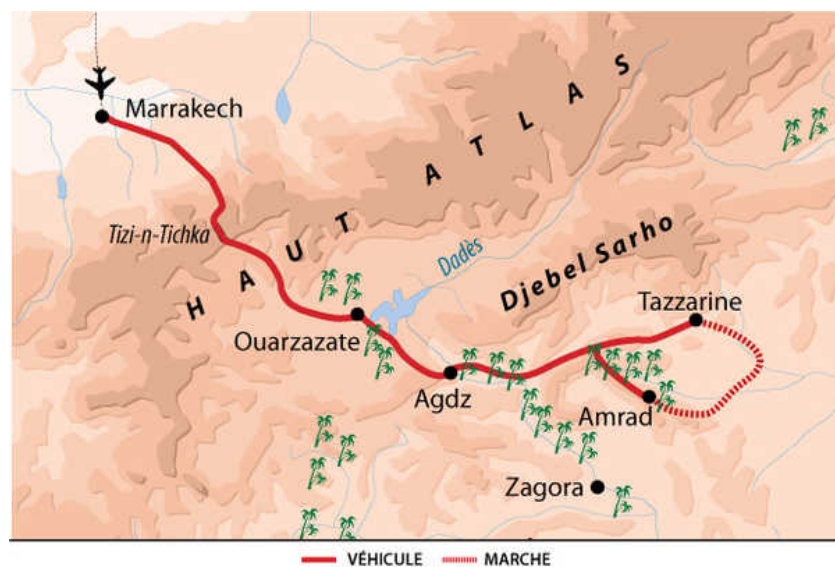 Marrakech
HAUT ATLAS
Tizi-n-Tichka
Dadès
Djebel Sarho
Tazzarine
Ouarzazate
Agdz
Amrad
Zagora
VÉHICULE MARCHE